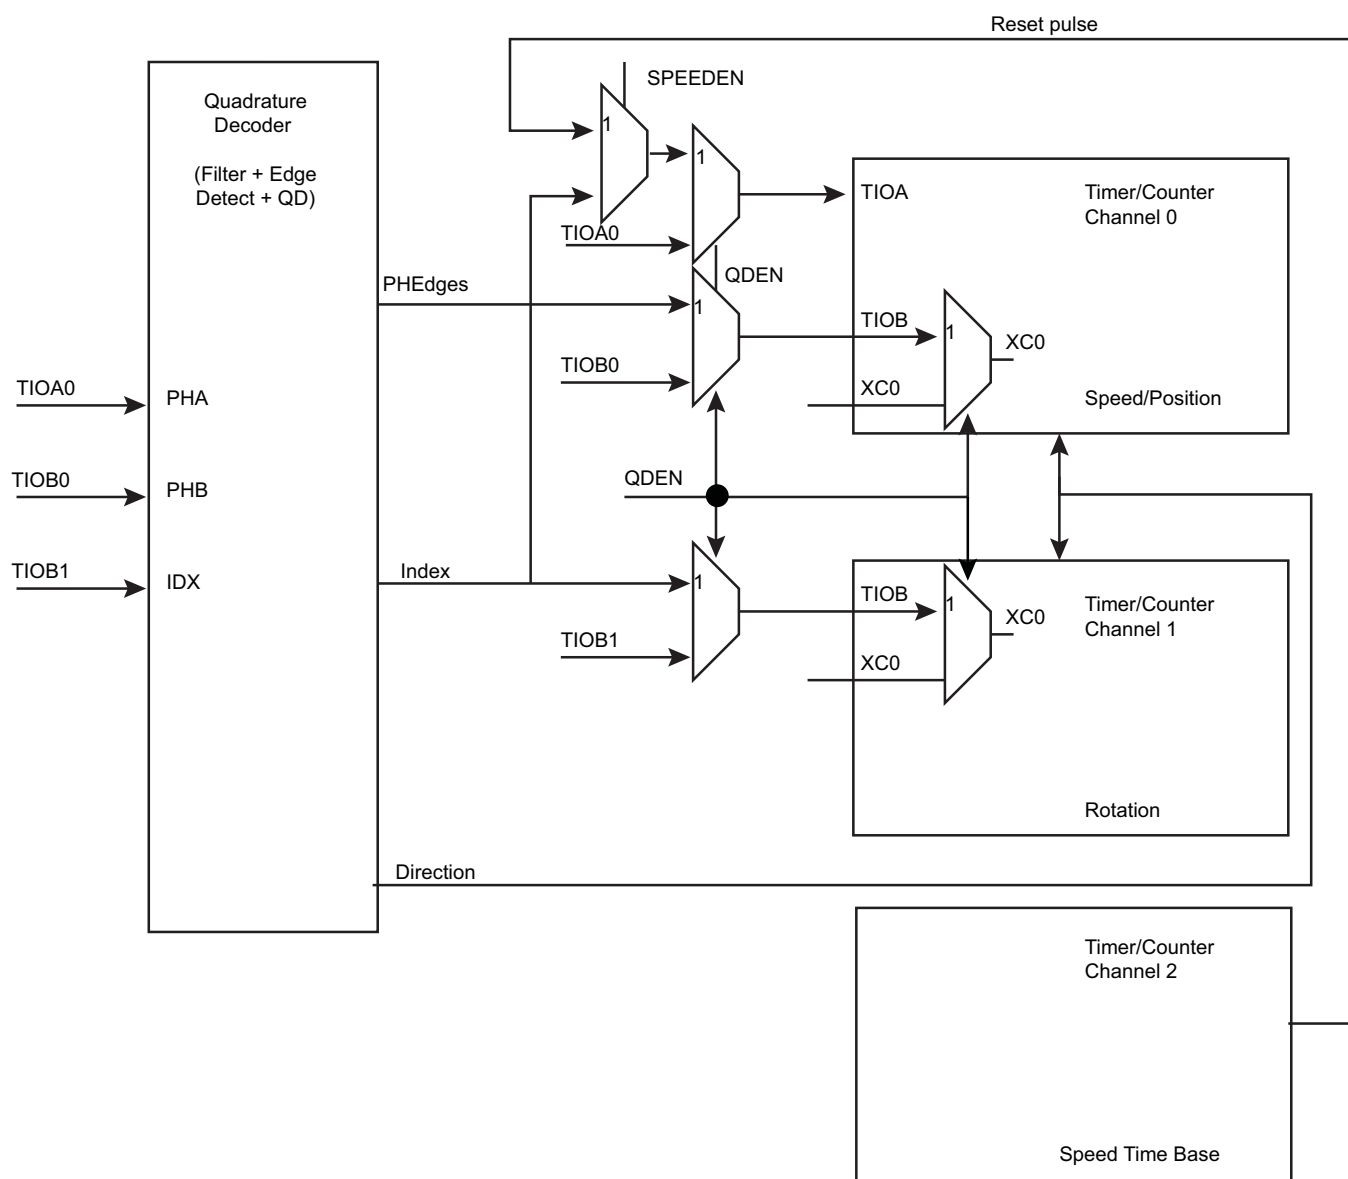 Reset pulse
SPEEDEN
Quadrature
Decoder
(Filter + Edge
Detect + QD)
1
1
TIOA
Timer/Counter
Channel 0
TIOA0
QDEN
PHEdges
1
TIOB
1
XC0
TIOB0
TIOA0
PHA
XC0
Speed/Position
QDEN
TIOB0
PHB
TIOB1
IDX
Index
1
TIOB
1
XC0
Timer/Counter
Channel 1
TIOB1
XC0
Rotation
Direction
Timer/Counter
Channel 2
Speed Time Base